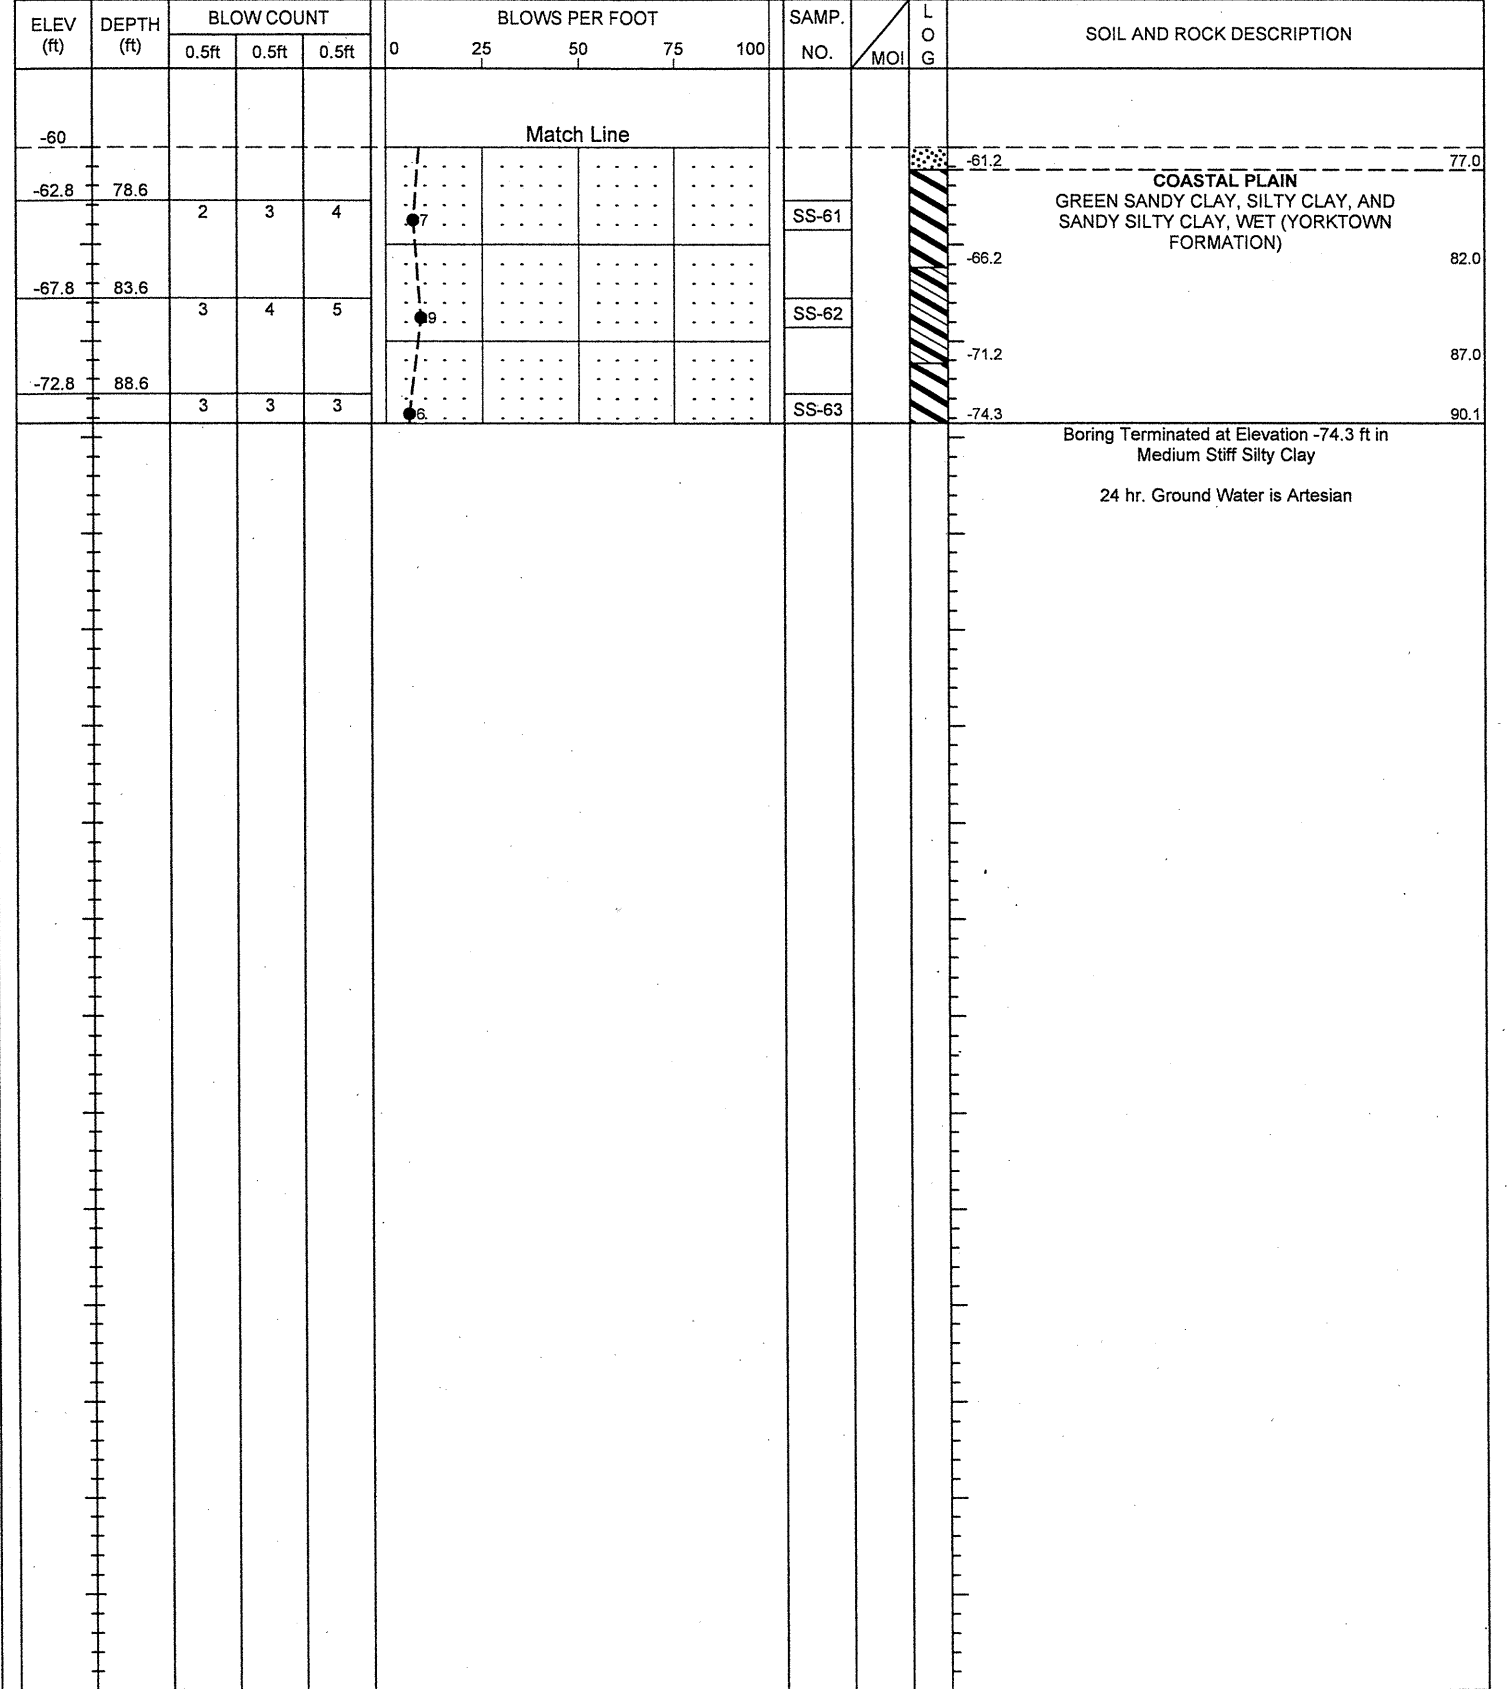 ELEV (ft) DEPTH (ft) BLOW COUNT BLOWS PER FOOT SAMP. NO. MOI LOG SOIL AND ROCK DESCRIPTION
0.5ft 0.5ft 0.5ft 0 25 50 75 100
-60 Match Line
-61.2 77.0
COASTAL PLAIN
-62.8 78.6
GREEN SANDY CLAY, SILTY CLAY, AND
2 3 4 7 SS-61
SANDY SILTY CLAY, WET (YORKTOWN
FORMATION)
-66.2 82.0
-67.8 83.6
3 4 5 9 SS-62
-71.2 87.0
-72.8 88.6
3 3 3 6 SS-63
-74.3 90.1
Boring Terminated at Elevation -74.3 ft in
Medium Stiff Silty Clay
24 hr. Ground Water is Artesian